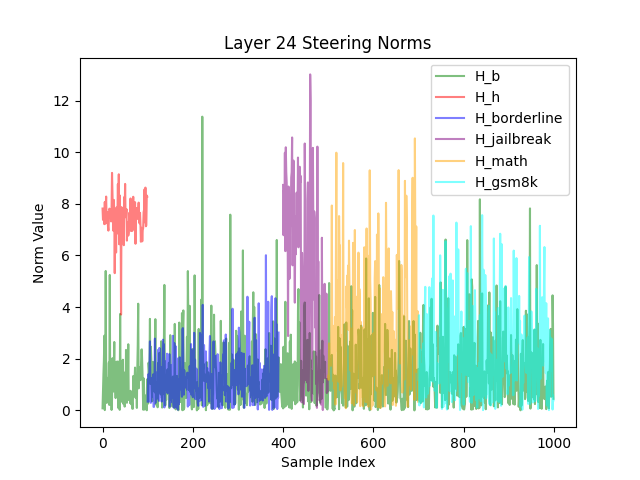 Layer 24 Steering Norms
Norm Value
12
10
8
6
4
2
0
H_b
H_h
H_borderline
H_jailbreak
H_math
H_gsm8k
0
200
400
600
800
1000
Sample Index